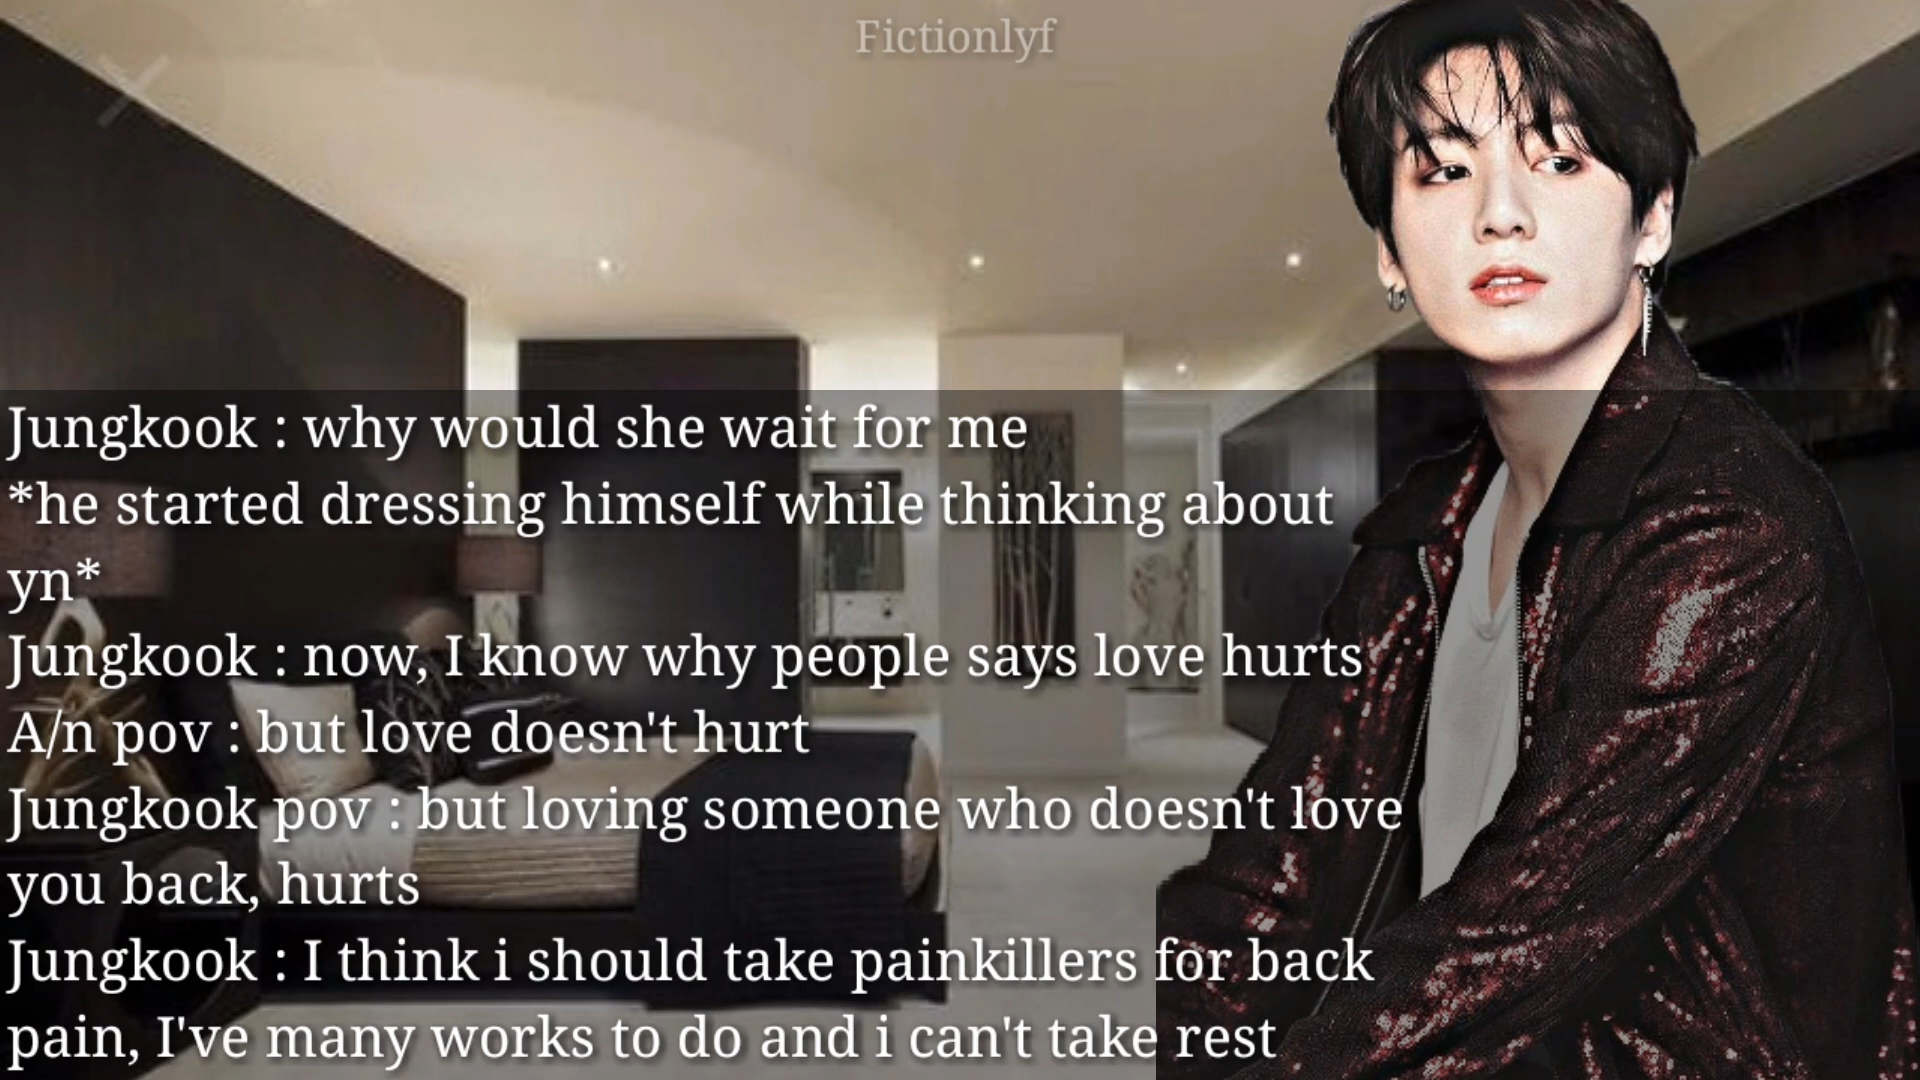 Fictionlyf
Jungkook : why would she wait for me
*he started dressing himself while thinking about
yn*
Jungkook : now, I know why people says love hurts
A/n pov : but love doesn't hurt
Jungkook pov : but loving someone who doesn't love
you back, hurts
Jungkook : I think i should take painkillers for back
pain, I've many works to do and i can't take rest